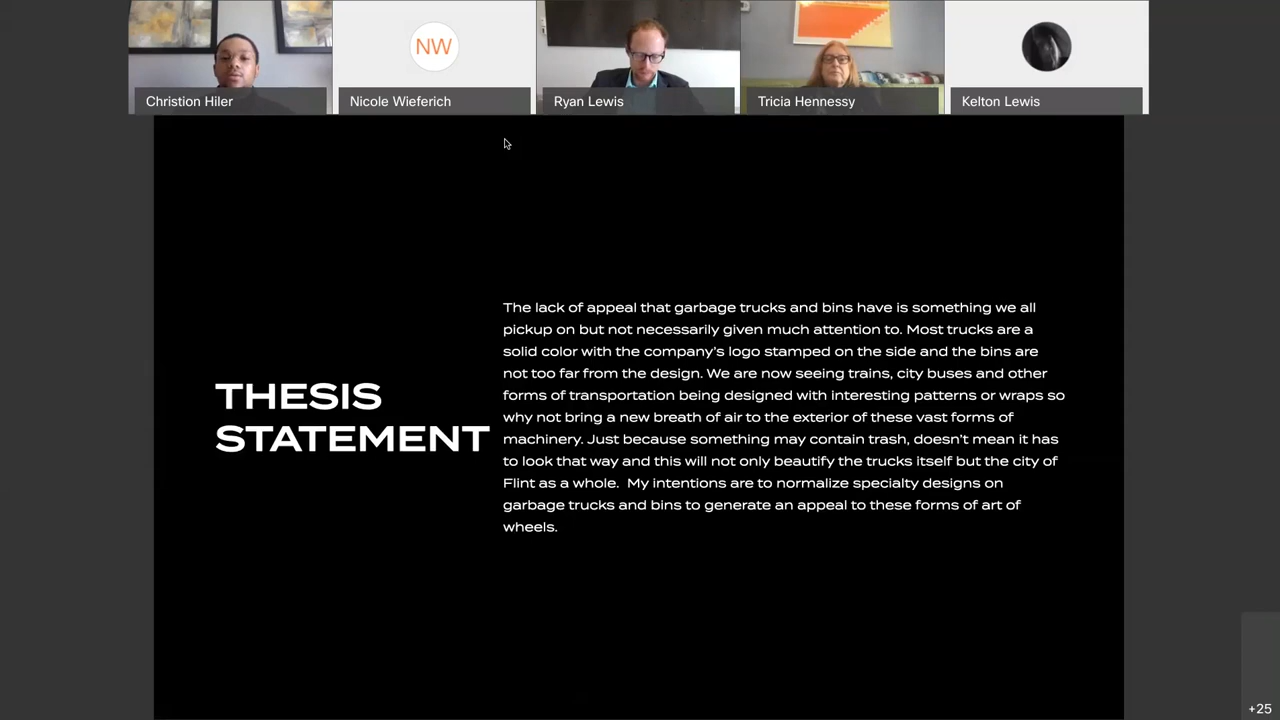 NW
Christion Hiler
Nicole Wieferich
Ryan Lewis
Tricia Hennessy
Kelton Lewis
THESIS
STATEMENT
The lack of appeal that garbage trucks and bins have is something we all
pickup on but not necessarily given much attention to. Most trucks are a
solid color with the company's logo stamped on the side and the bins are
not too far from the design. We are now seeing trains, city buses and other
forms of transportation being designed with interesting patterns or wraps so
why not bring a new breath of air to the exterior of these vast forms of
machinery. Just because something may contain trash, doesn't mean it has
to look that way and this will not only beautify the trucks itself but the city of
Flint as a whole.  My intentions are to normalize specialty designs on
garbage trucks and bins to generate an appeal to these forms of art of
wheels.
+25